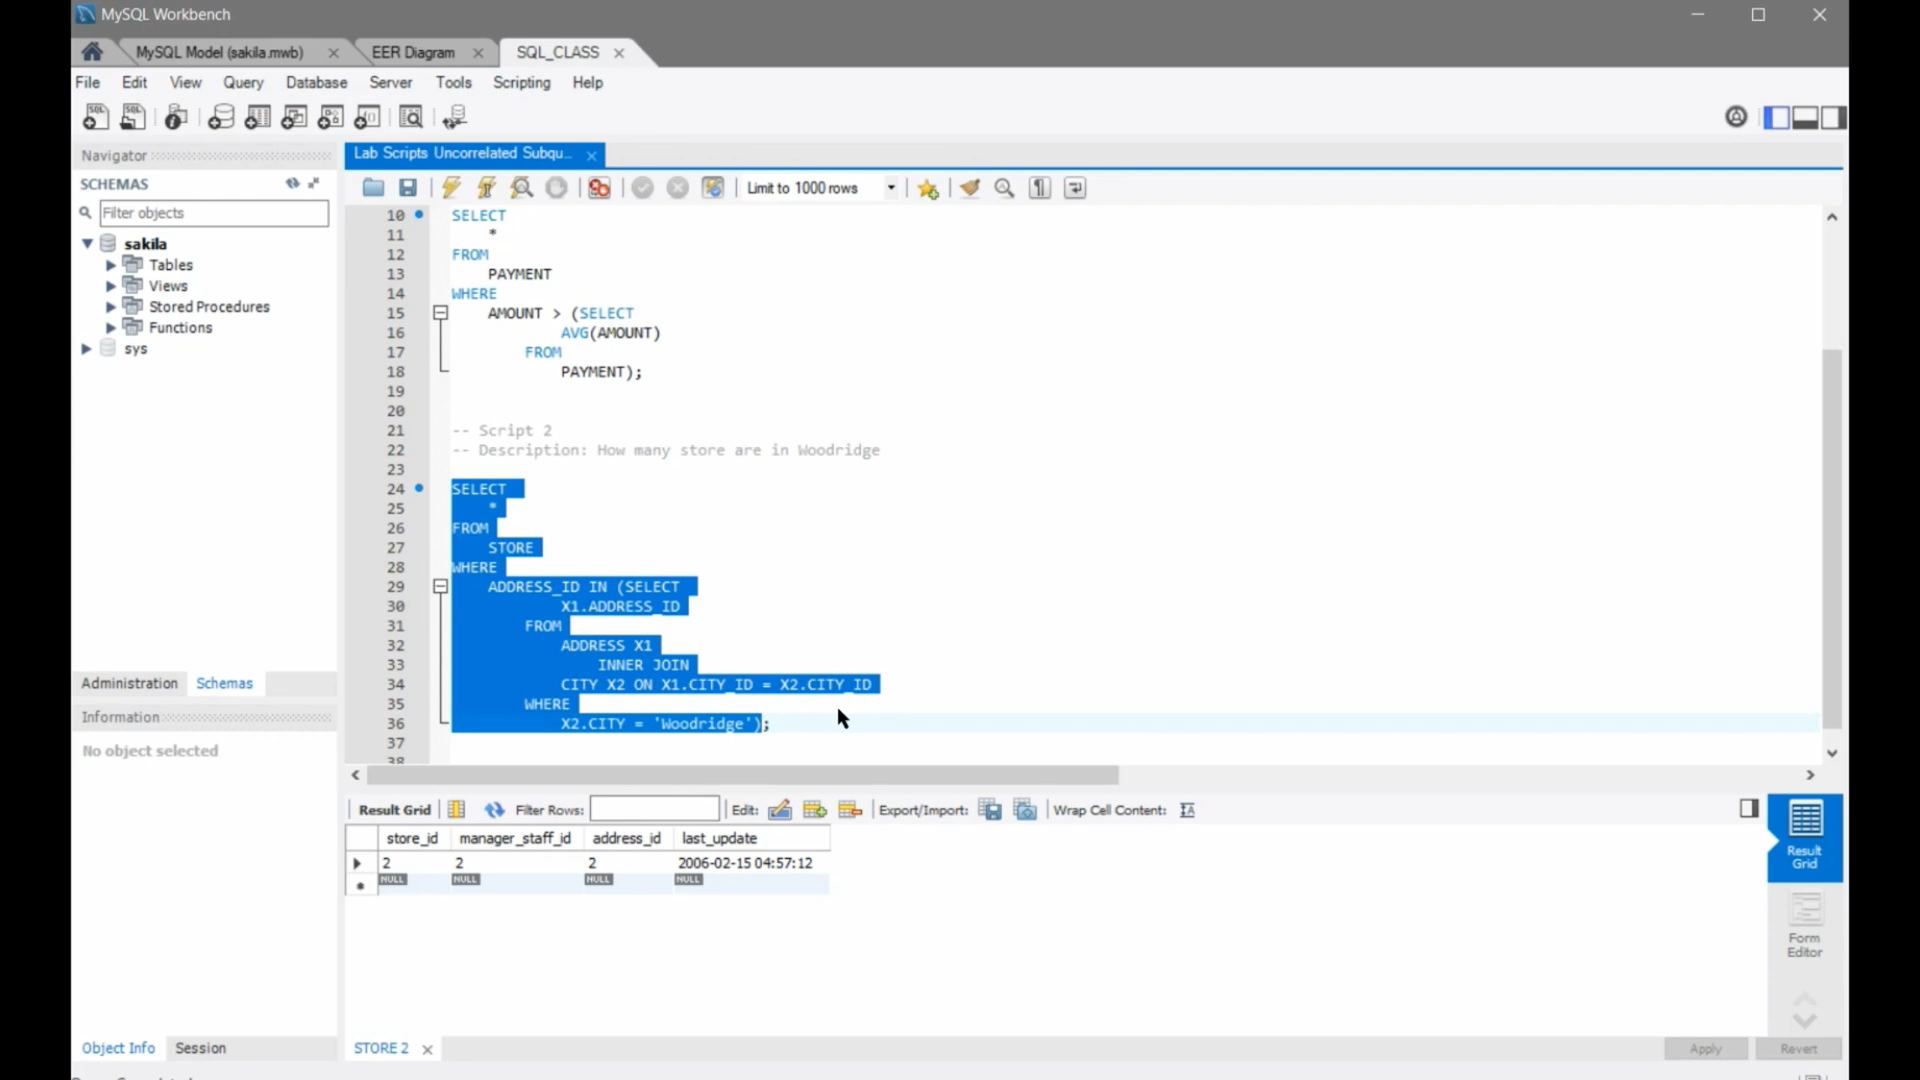 MySQL Workbench
MySQL Model (sakila.mwb)
EER Diagram
SQL_CLASS
File Edit View Query Database Server Tools Scripting Help
Navigator
SCHEMAS
Filter objects
sakila
Tables
Views
Stored Procedures
Functions
sys
Administration Schemas
Information
No object selected
Object Info Session
Lab Scripts Uncorrelated Subqu...
Limit to 1000 rows
10 SELECT
11 *
12 FROM
13 PAYMENT
14 WHERE
15 AMOUNT > (SELECT
16 AVG(AMOUNT)
17 FROM
18 PAYMENT);
19
20
21 -- Script 2
22 -- Description: How many store are in Woodridge
23
24 SELECT
25 *
26 FROM
27 STORE
28 WHERE
29 ADDRESS_ID IN (SELECT
30 X1.ADDRESS_ID
31 FROM
32 ADDRESS X1
33 INNER JOIN
34 CITY X2 ON X1.CITY_ID = X2.CITY_ID
35 WHERE
36 X2.CITY = 'Woodridge');
37
38
Result Grid Filter Rows: Edit: Export/Import: Wrap Cell Content:
store_id manager_staff_id address_id last_update
2 2 2 2006-02-15 04:57:12
NULL NULL NULL NULL
Result Grid
Form Editor
STORE 2
Apply Revert